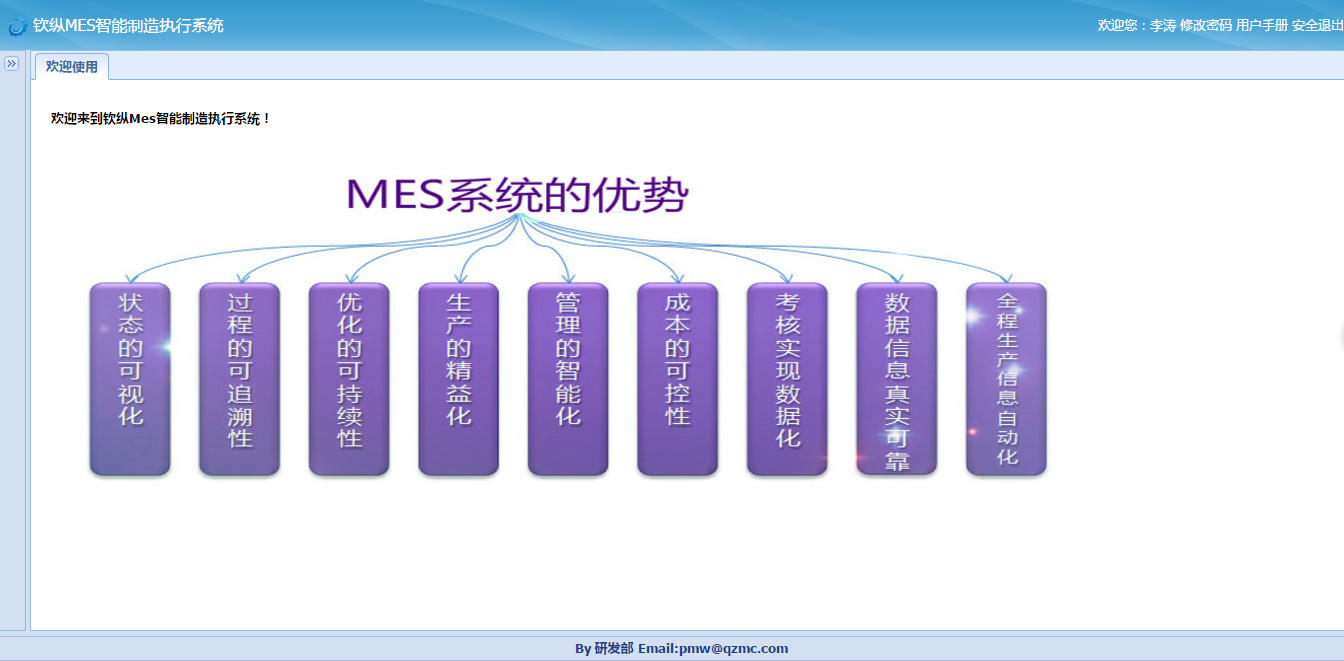 钦纵MES智能制造执行系统
欢迎您：李涛 修改密码 用户手册 安全退出
欢迎使用
欢迎来到钦纵Mes智能制造执行系统！
MES系统的优势
状态的可视化
过程的可追溯性
优化的可持续性
生产的精益化
管理的智能化
成本的可控性
考核实现数据化
数据信息真实可靠
全程生产信息自动化
By 研发部 Email:pmw@qzmc.com